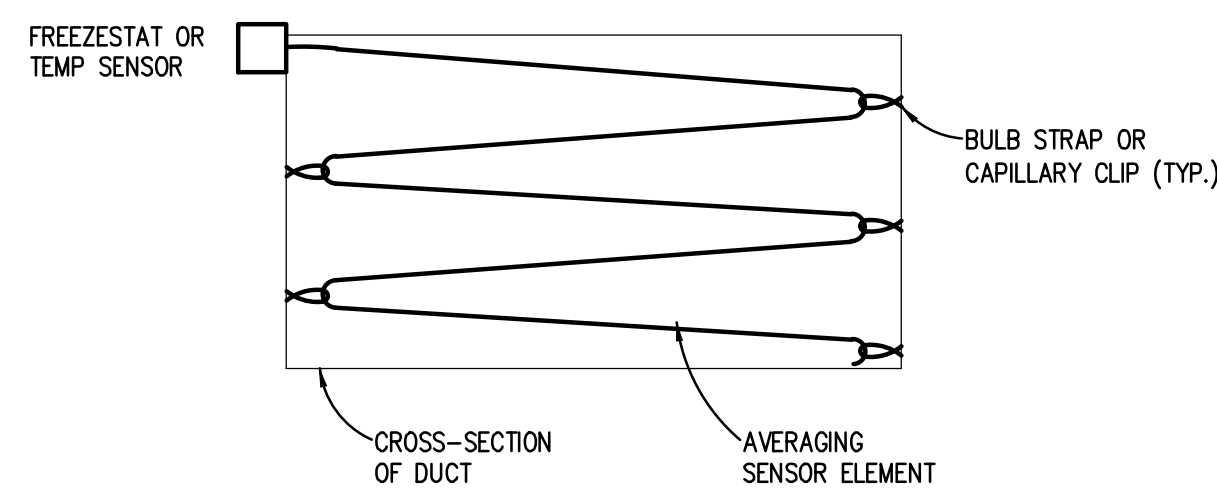 FREEZESTAT OR
TEMP SENSOR
BULB STRAP OR
CAPILLARY CLIP (TYP.)
CROSS-SECTION
OF DUCT
AVERAGING
SENSOR ELEMENT